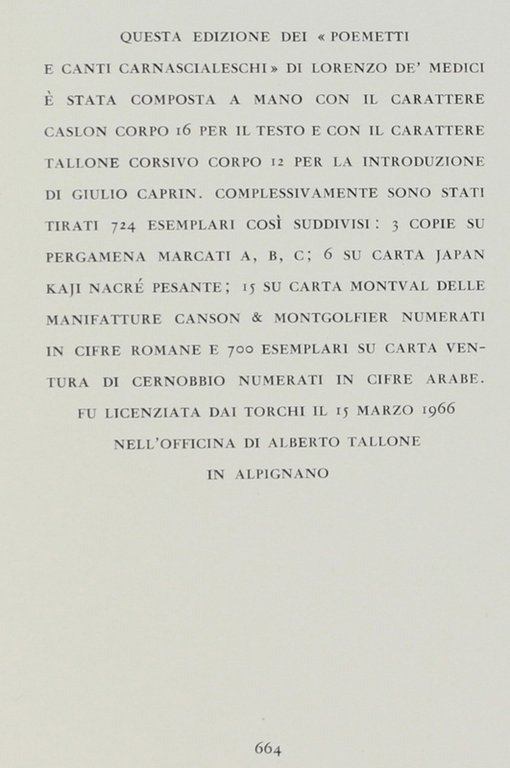 QUESTA EDIZIONE DEI « POEMETTI
E CANTI CARNASCIALESCHI » DI LORENZO DE' MEDICI
È STATA COMPOSTA A MANO CON IL CARATTERE
CASLON CORPO 16 PER IL TESTO E CON IL CARATTERE
TALLONE CORSIVO CORPO 12 PER LA INTRODUZIONE
DI GIULIO CAPRIN. COMPLESSIVAMENTE SONO STATI
TIRATI 724 ESEMPLARI COSÌ SUDDIVISI : 3 COPIE SU
PERGAMENA MARCATI A, B, C ; 6 SU CARTA JAPAN
KAJI NACRÉ PESANTE ; 15 SU CARTA MONTVAL DELLE
MANIFATTURE CANSON & MONTGOLFIER NUMERATI
IN CIFRE ROMANE E 700 ESEMPLARI SU CARTA VEN-
TURA DI CERNOBBIO NUMERATI IN CIFRE ARABE.
FU LICENZIATA DAI TORCHI IL 15 MARZO 1966
NELL'OFFICINA DI ALBERTO TALLONE
IN ALPIGNANO
664